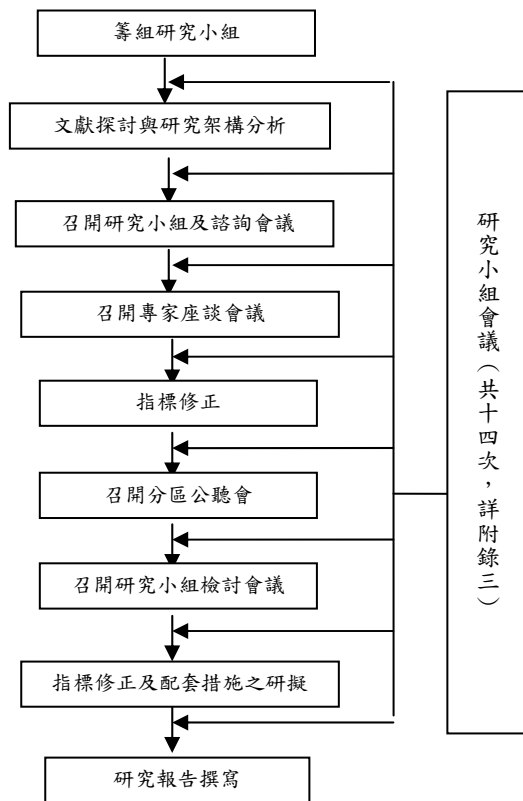 籌組研究小組
文獻探討與研究架構分析
召開研究小組及諮詢會議
召開專家座談會議
指標修正
召開分區公聽會
召開研究小組檢討會議
指標修正及配套措施之研擬
研究報告撰寫
研究小組會議（共十四次，詳附錄三）